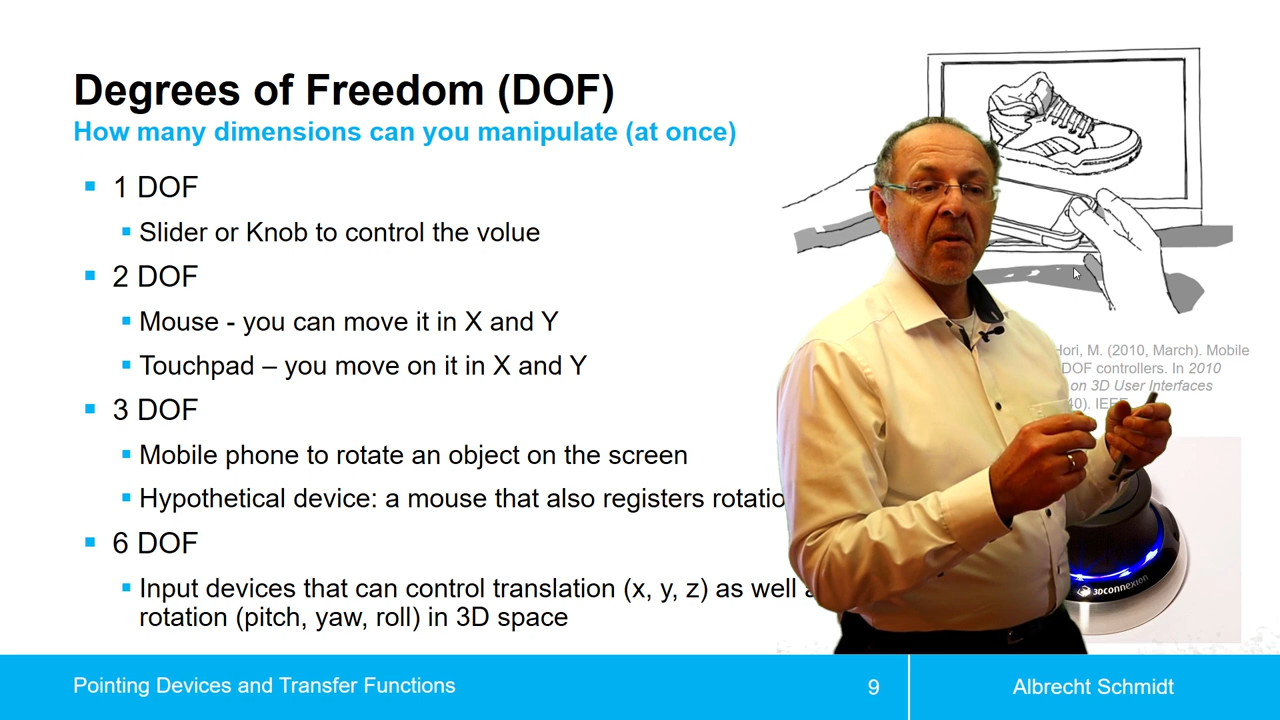 Degrees of Freedom (DOF)
How many dimensions can you manipulate (at once)
1 DOF
Slider or Knob to control the volue
2 DOF
Mouse - you can move it in X and Y
Touchpad – you move on it in X and Y
3 DOF
Mobile phone to rotate an object on the screen
Hypothetical device: a mouse that also registers
6 DOF
Input devices that can control translation (x, y, z) as well
rotation (pitch, yaw, roll) in 3D space
Hori, M. (2010, March). Mobile
DOF controllers. In 2010
on 3D User Interfaces
40). IEEE
3Dconnexion
Pointing Devices and Transfer Functions
9
Albrecht Schmidt